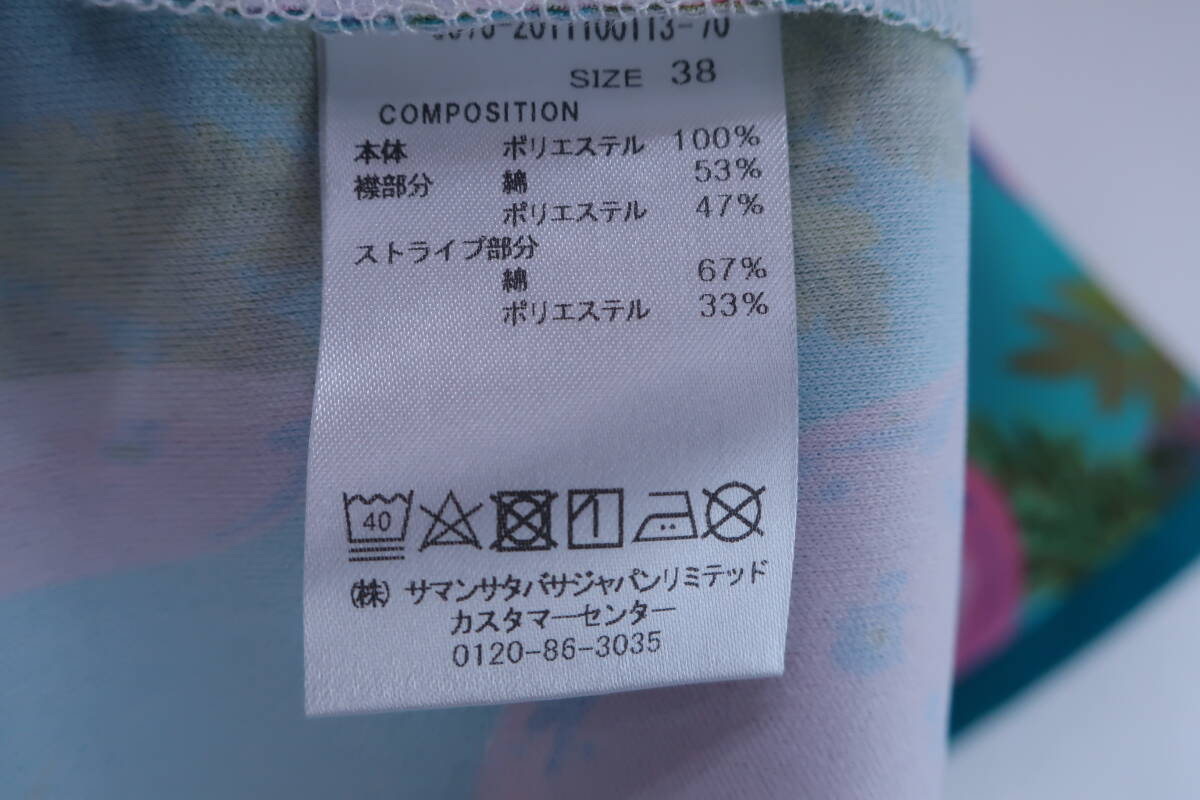 2011100113-70
SIZE 38
COMPOSITION
本体 ポリエステル 100%
襟部分 綿 53%
ポリエステル 47%
ストライプ部分
綿 67%
ポリエステル 33%
40
(株) サマンサタバサジャパンリミテッド
カスタマーセンター
0120-86-3035